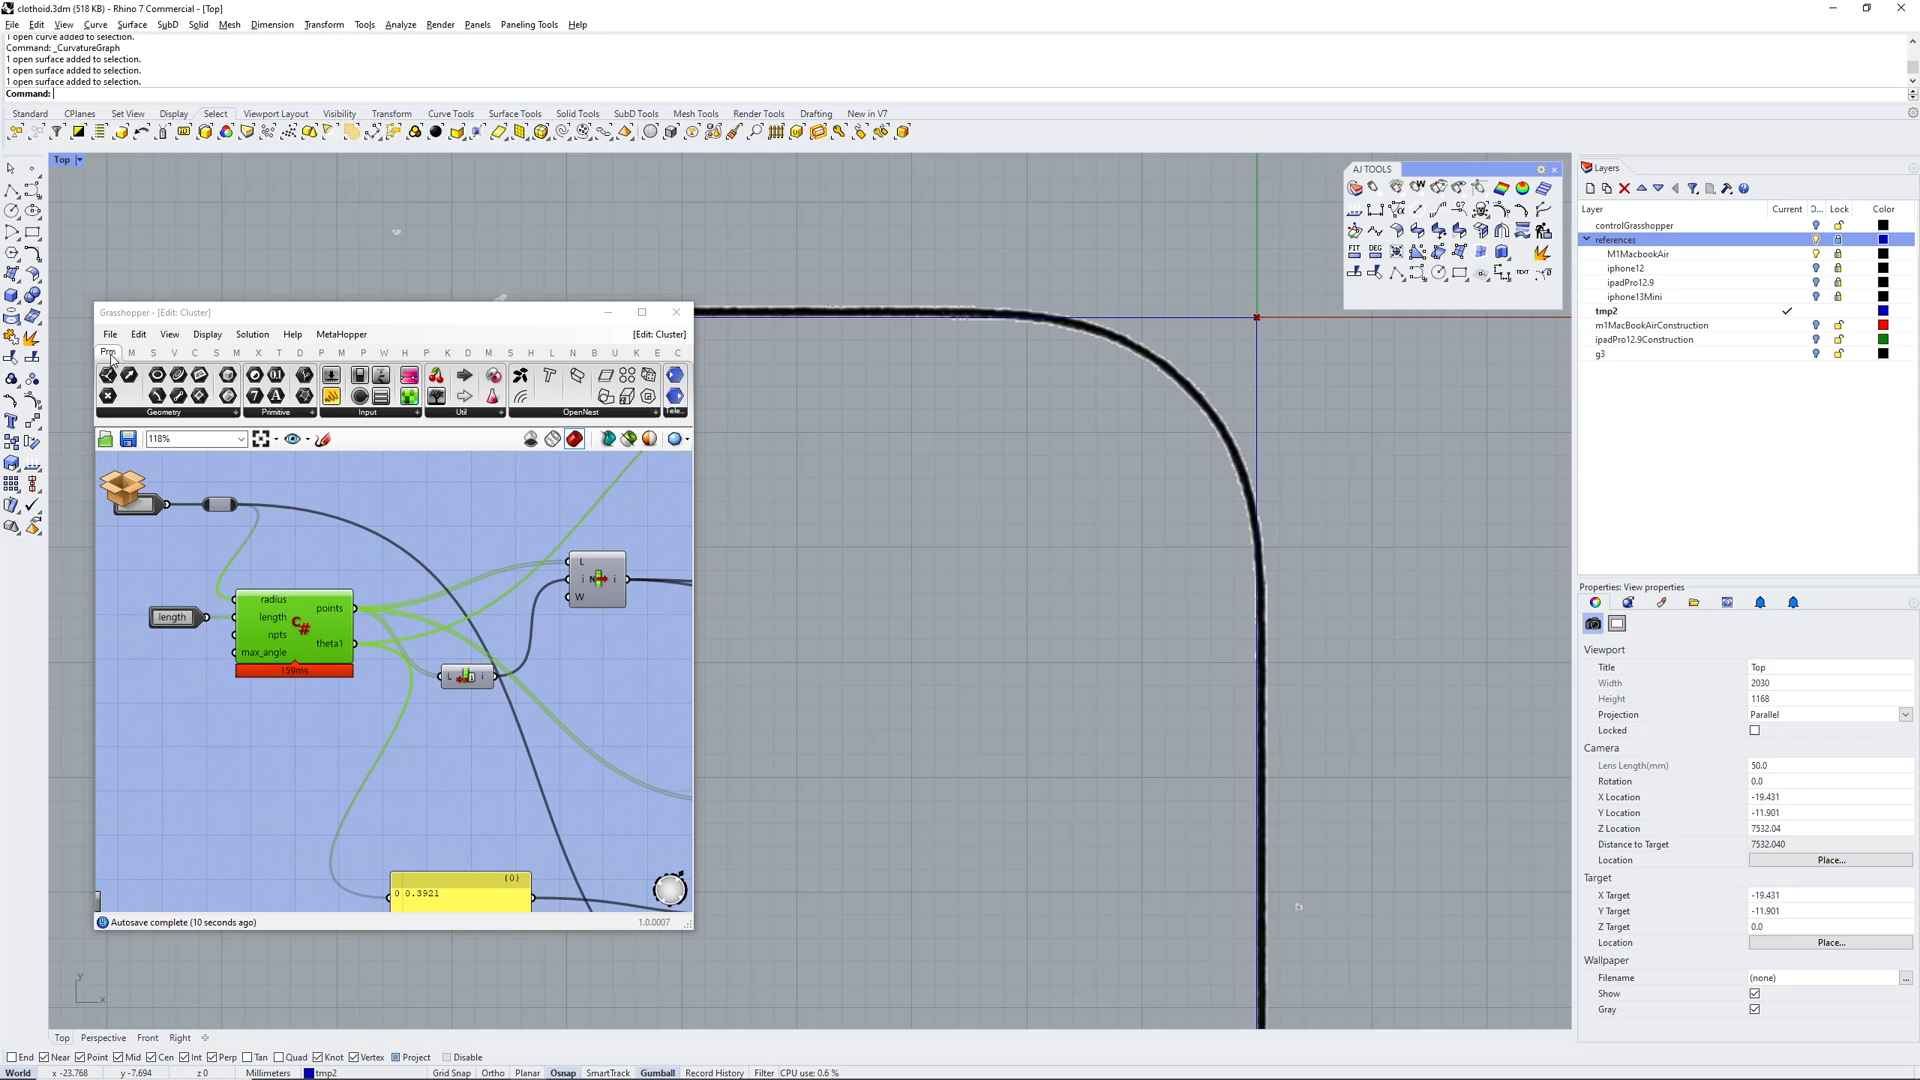 clothoid.3dm (518 KB) - Rhino 7 Commercial - [Top]
File Edit View Curve Surface SubD Solid Mesh Dimension Transform Tools Analyze Render Panels Paneling Tools Help
1 open curve added to selection.
Command: _CurvatureGraph
1 open surface added to selection.
1 open surface added to selection.
1 open surface added to selection.
Command:
Standard CPlanes Set View Display Select Viewport Layout Visibility Transform Curve Tools Surface Tools Solid Tools SubD Tools Mesh Tools Render Tools Drafting New in V7
Top
AJ TOOLS
FIT DEG
TEXT
Layers
Layer Current O... Lock Color
controlGrasshopper
references
M1MacbookAir
iphone12
ipadPro12.9
iphone13Mini
tmp2
m1MacBookAirConstruction
ipadPro12.9Construction
g3
Grasshopper - [Edit: Cluster]
File Edit View Display Solution Help MetaHopper [Edit: Cluster]
Prm M S V C S M X T D P M P W H P K D M S H N B U K E C
Geometry Primitive Input Util OpenNest Tele...
118%
L
i N i
W
radius
length
npts
max_angle
C#
points
theta1
159ms
length
L i
{0}
0 0.3921
Autosave complete (10 seconds ago) 1.0.0007
y
x
Properties: View properties
Viewport
Title Top
Width 2030
Height 1168
Projection Parallel
Locked
Camera
Lens Length(mm) 50.0
Rotation 0.0
X Location -19.431
Y Location -11.901
Z Location 7532.04
Distance to Target 7532.040
Location Place...
Target
X Target -19.431
Y Target -11.901
Z Target 0.0
Location Place...
Wallpaper
Filename (none) ...
Show
Gray
Top Perspective Front Right
End Near Point Mid Cen Int Perp Tan Quad Knot Vertex Project Disable
World x -23.768 y -7.694 z 0 Millimeters tmp2 Grid Snap Ortho Planar Osnap SmartTrack Gumball Record History Filter CPU use: 0.6 %